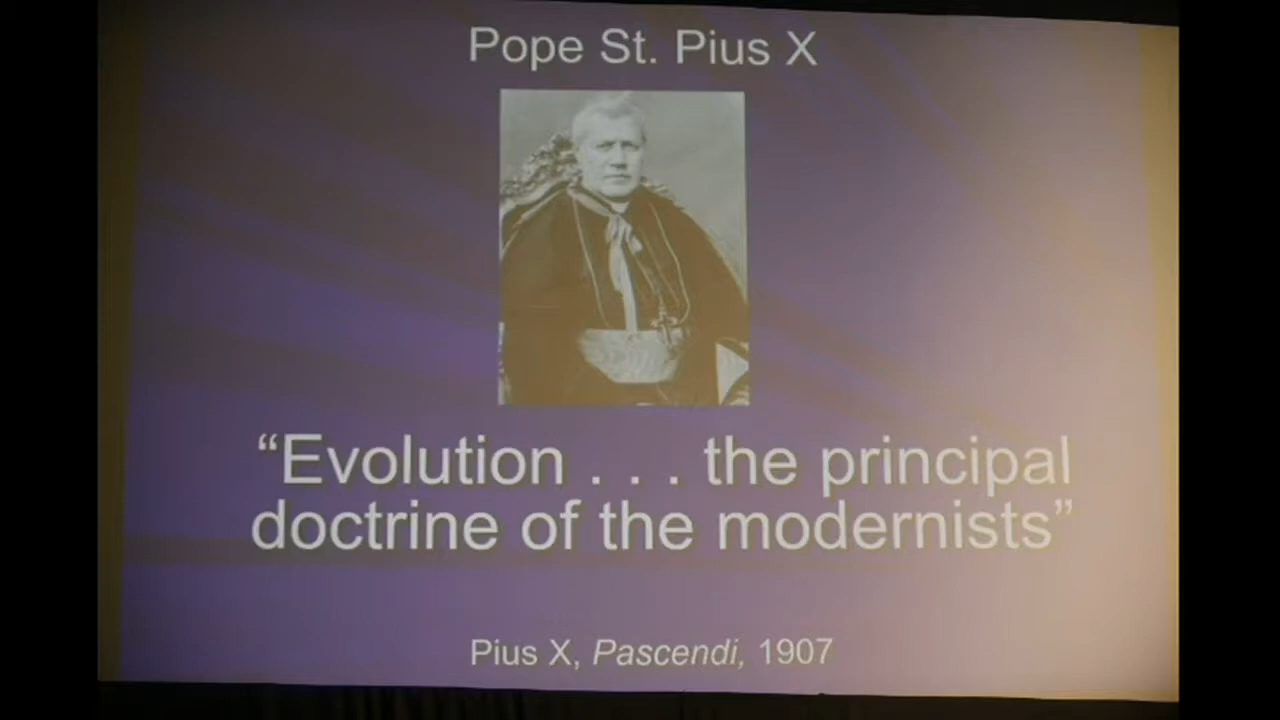 Pope St. Pius X
“Evolution . . . the principal
doctrine of the modernists”
Pius X, Pascendi, 1907